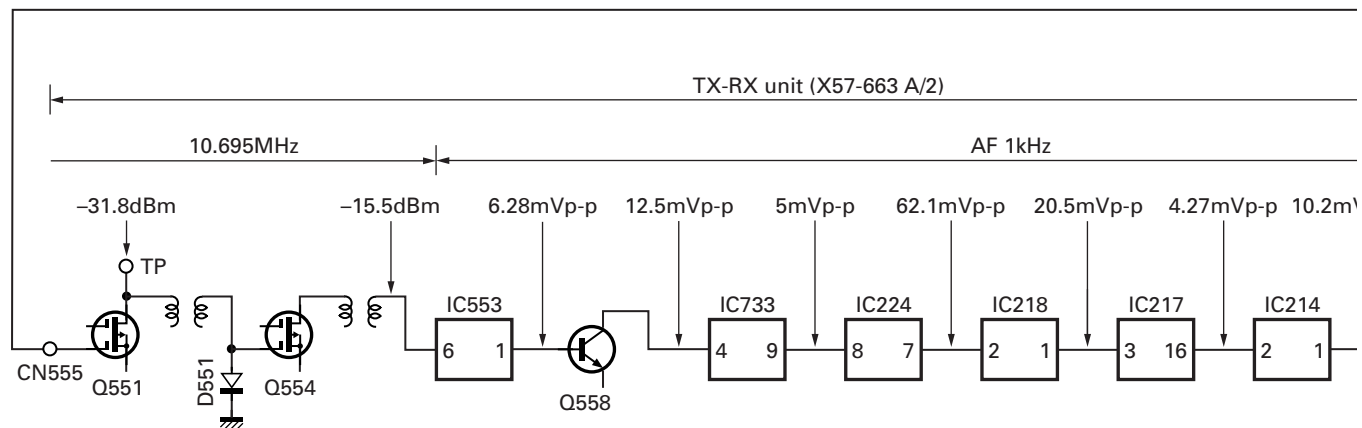 TX-RX unit (X57-663 A/2)
10.695MHz
AF 1kHz
–31.8dBm
–15.5dBm
6.28mVp-p
12.5mVp-p
5mVp-p
62.1mVp-p
20.5mVp-p
4.27mVp-p
10.2mV
TP
IC553
IC733
IC224
IC218
IC217
IC214
6 1
4 9
8 7
2 1
3 16
2 1
CN555
Q551
D551
Q554
Q558